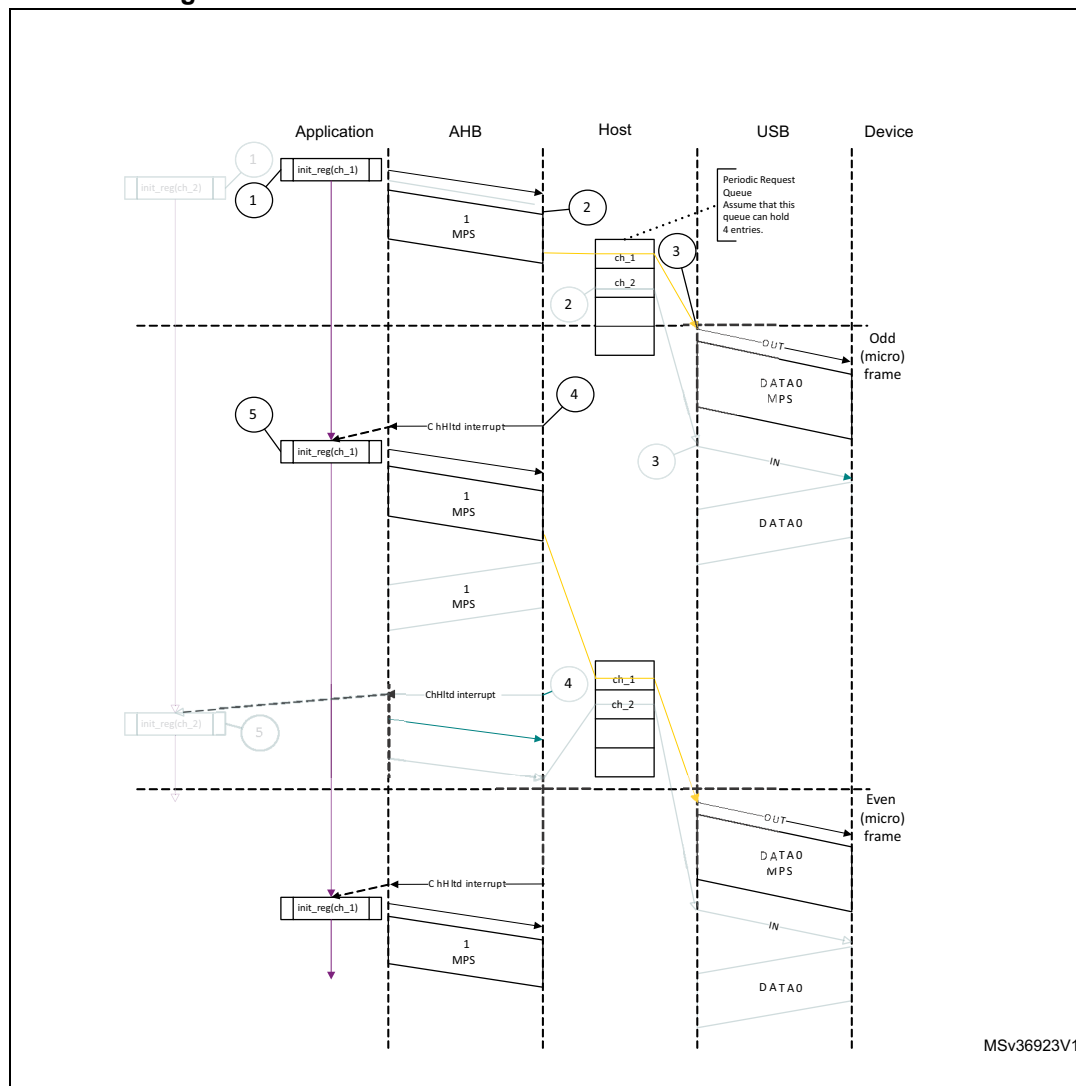 Application AHB Host USB Device
1
init_reg(ch_2)
init_reg(ch_1)
1
Periodic Request
Queue
Assume that this
queue can hold
4 entries.
2
1
MPS
3
ch_1
ch_2
2
Odd
(micro)
frame
OUT
DATA0
MPS
4
5
ChHltd interrupt
init_reg(ch_1)
3
IN
1
MPS
DATA0
1
MPS
4
ch_1
ChHltd interrupt
ch_2
init_reg(ch_2)
5
Even
(micro)
frame
OUT
DATA0
MPS
ChHltd interrupt
init_reg(ch_1)
IN
1
MPS
DATA0
MSv36923V1